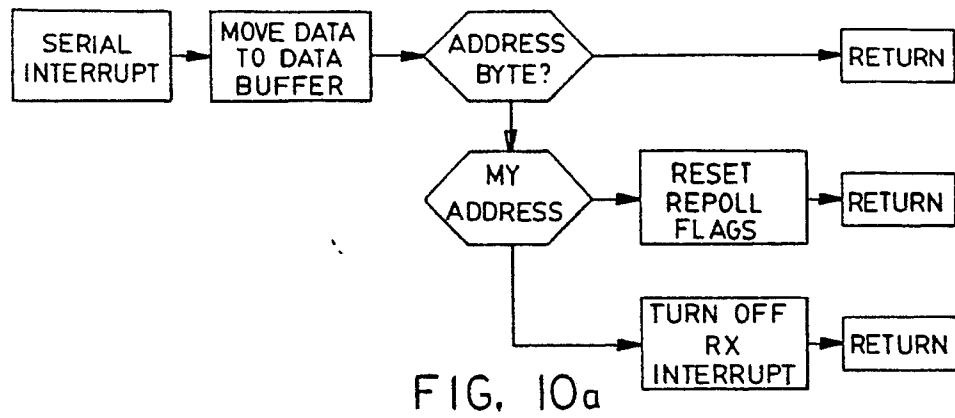 SERIAL
INTERRUPT
MOVE DATA
TO DATA
BUFFER
ADDRESS
BYTE?
RETURN
MY
ADDRESS
RESET
REPOLL
FLAGS
RETURN
TURN OFF
RX
INTERRUPT
RETURN
FIG. 10a